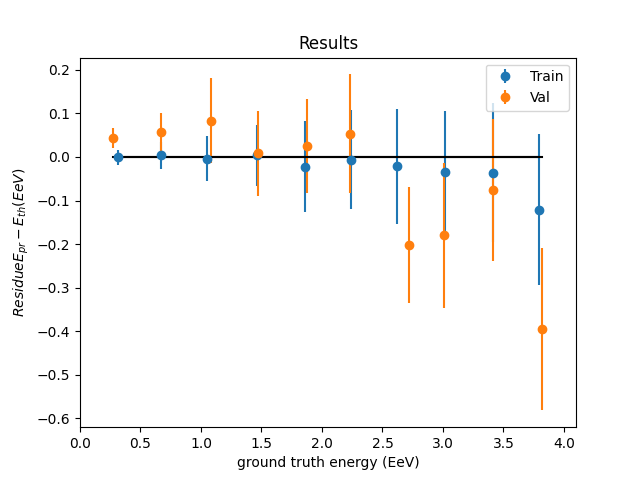 Results
Train
Val
0.2
0.1
0.0
−0.1
−0.2
−0.3
−0.4
−0.5
−0.6
ResidueE_{pr} − E_{th}(EeV)
0.0 0.5 1.0 1.5 2.0 2.5 3.0 3.5 4.0
ground truth energy (EeV)